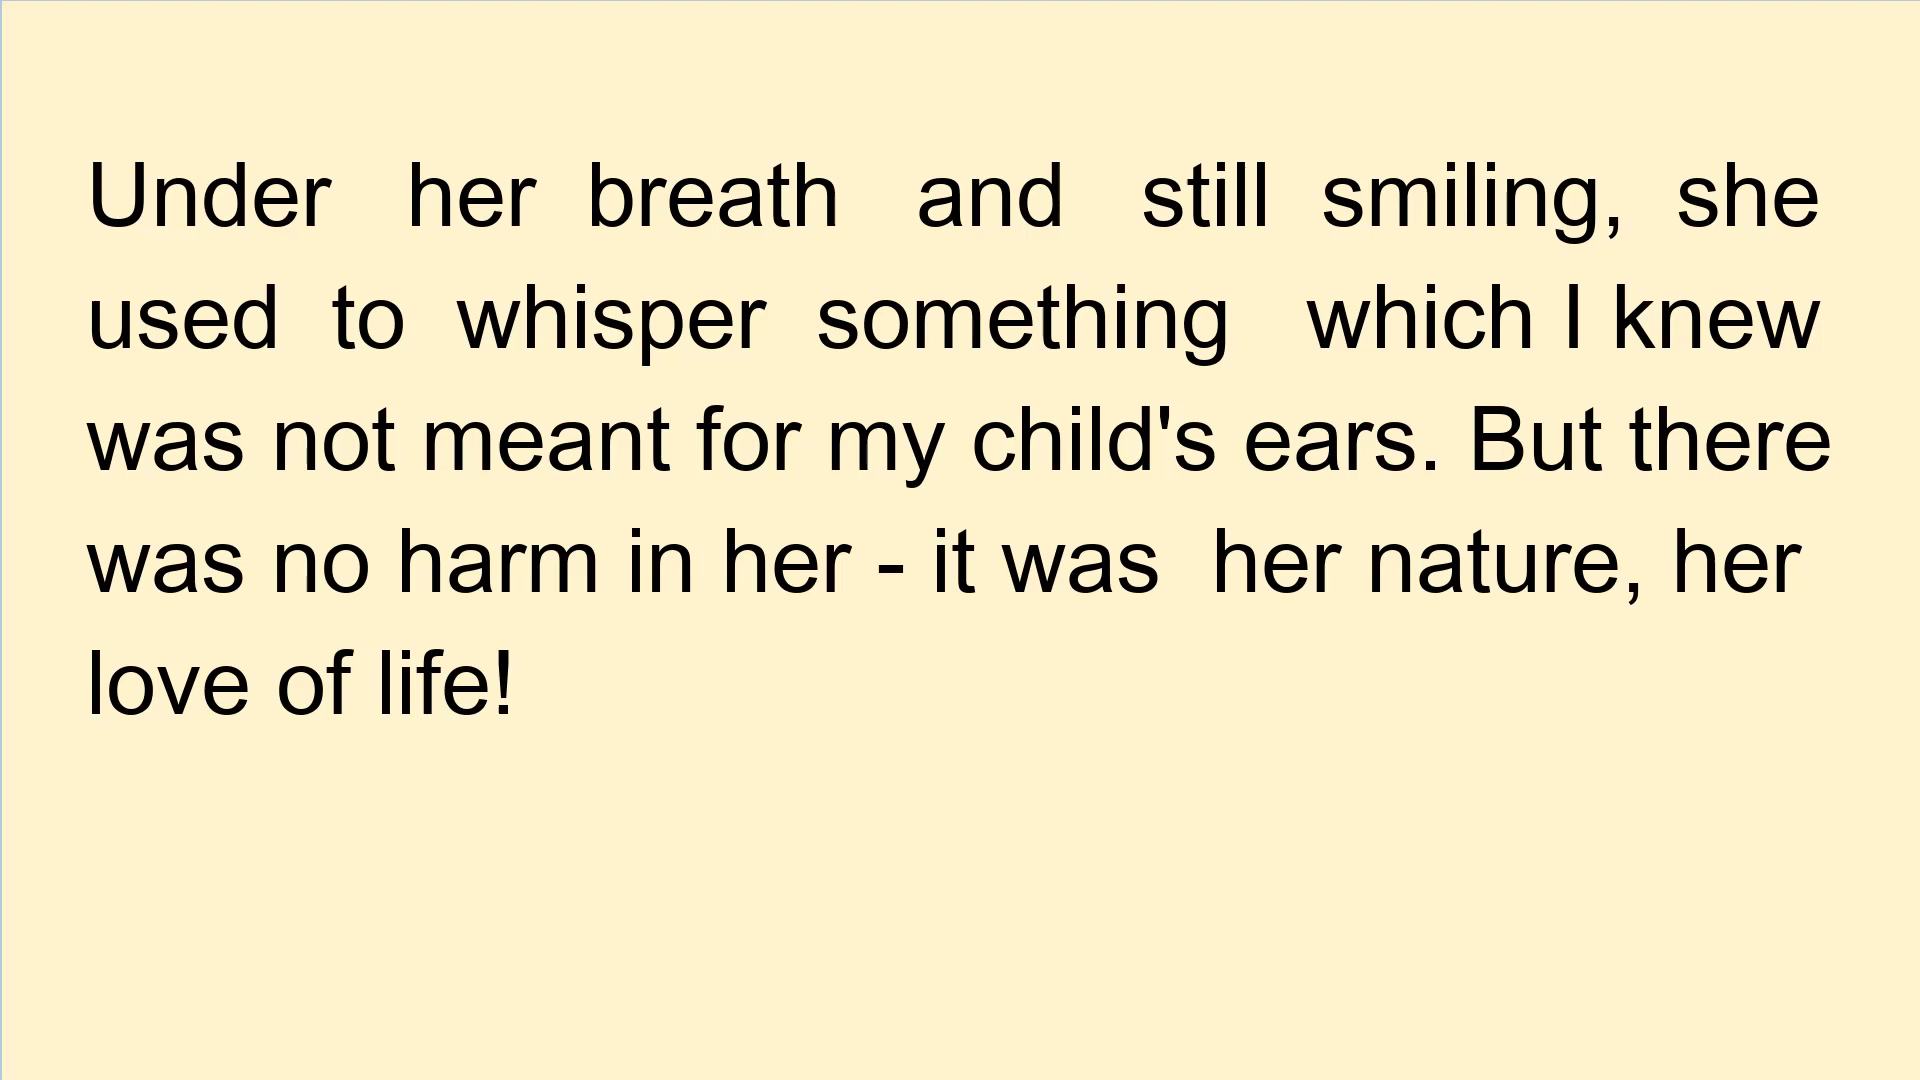 Under her breath and still smiling, she
used to whisper something which I knew
was not meant for my child's ears. But there
was no harm in her - it was her nature, her
love of life!